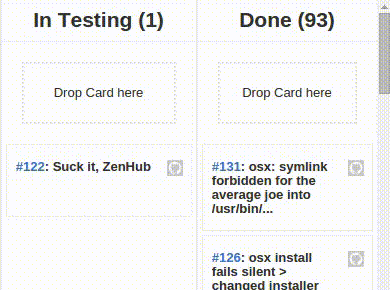 In Testing (1)
Drop Card here
#122: Suck it, ZenHub
Done (93)
Drop Card here
#131: osx: symlink
forbidden for the
average joe into
/usr/bin/...
#126: osx install
fails silent >
changed installer